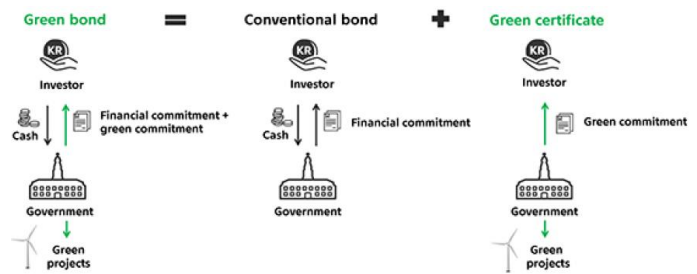 Green bond = Conventional bond + Green certificate
KR KR KR
Investor Investor Investor
Cash
Financial commitment +
green commitment
Cash
Financial commitment
Green commitment
Government Government Government
Green
projects
Green
projects